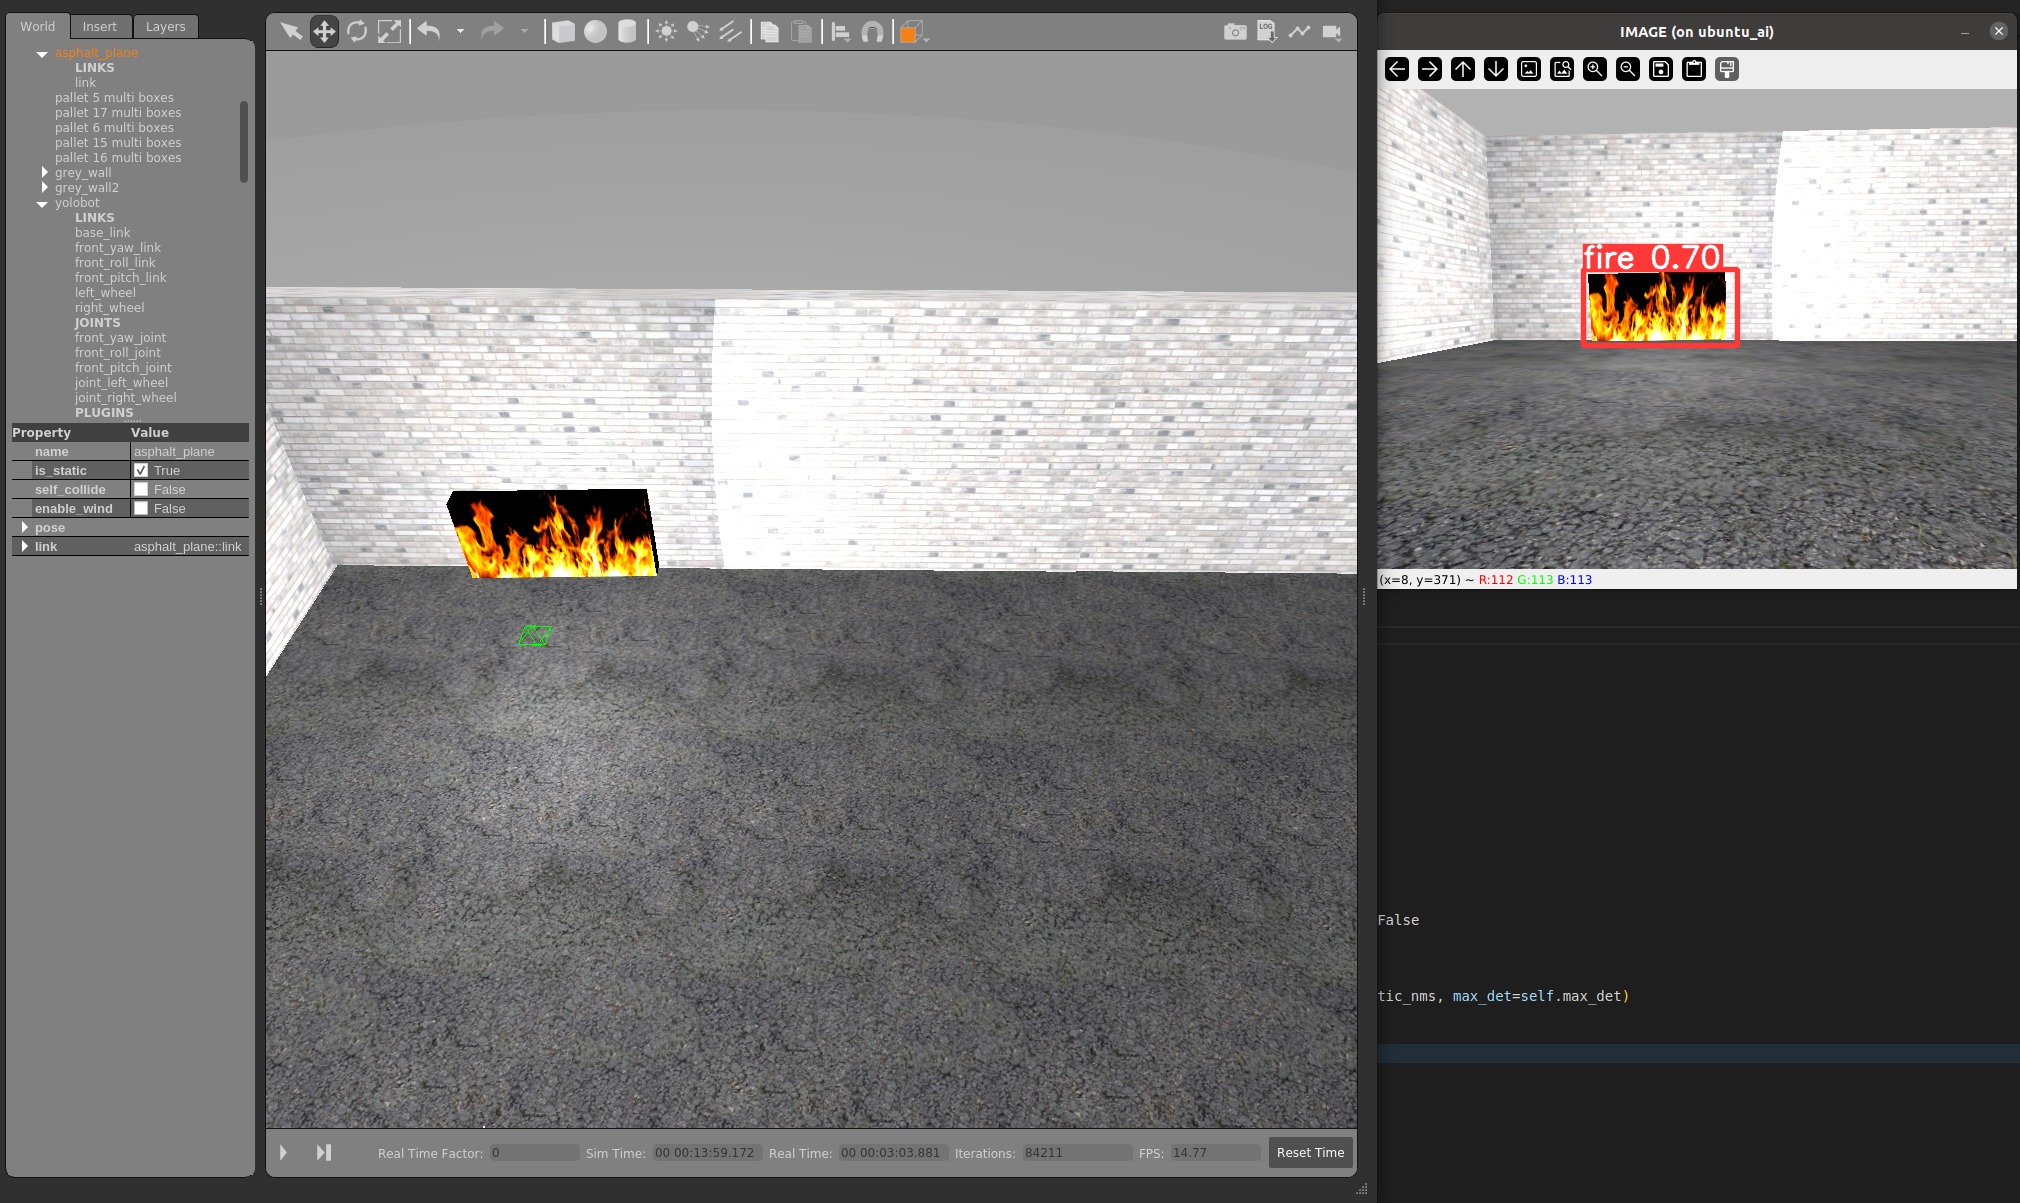 World
Insert
Layers
asphalt_plane
LINKS
link
pallet 5 multi boxes
pallet 17 multi boxes
pallet 6 multi boxes
pallet 15 multi boxes
pallet 16 multi boxes
grey_wall
grey_wall2
yolobot
LINKS
base_link
front_yaw_link
front_roll_link
front_pitch_link
left_wheel
right_wheel
JOINTS
front_yaw_joint
front_roll_joint
front_pitch_joint
joint_left_wheel
joint_right_wheel
PLUGINS
Property Value
name asphalt_plane
is_static True
self_collide False
enable_wind False
pose
link asphalt_plane::link
LOG
Real Time Factor: 0 Sim Time: 00 00:13:59.172 Real Time: 00 00:03:03.881 Iterations: 84211 FPS: 14.77 Reset Time
IMAGE (on ubuntu_ai)
fire 0.70
(x=8, y=371) ~ R:112 G:113 B:113
False
tic_nms, max_det=self.max_det)